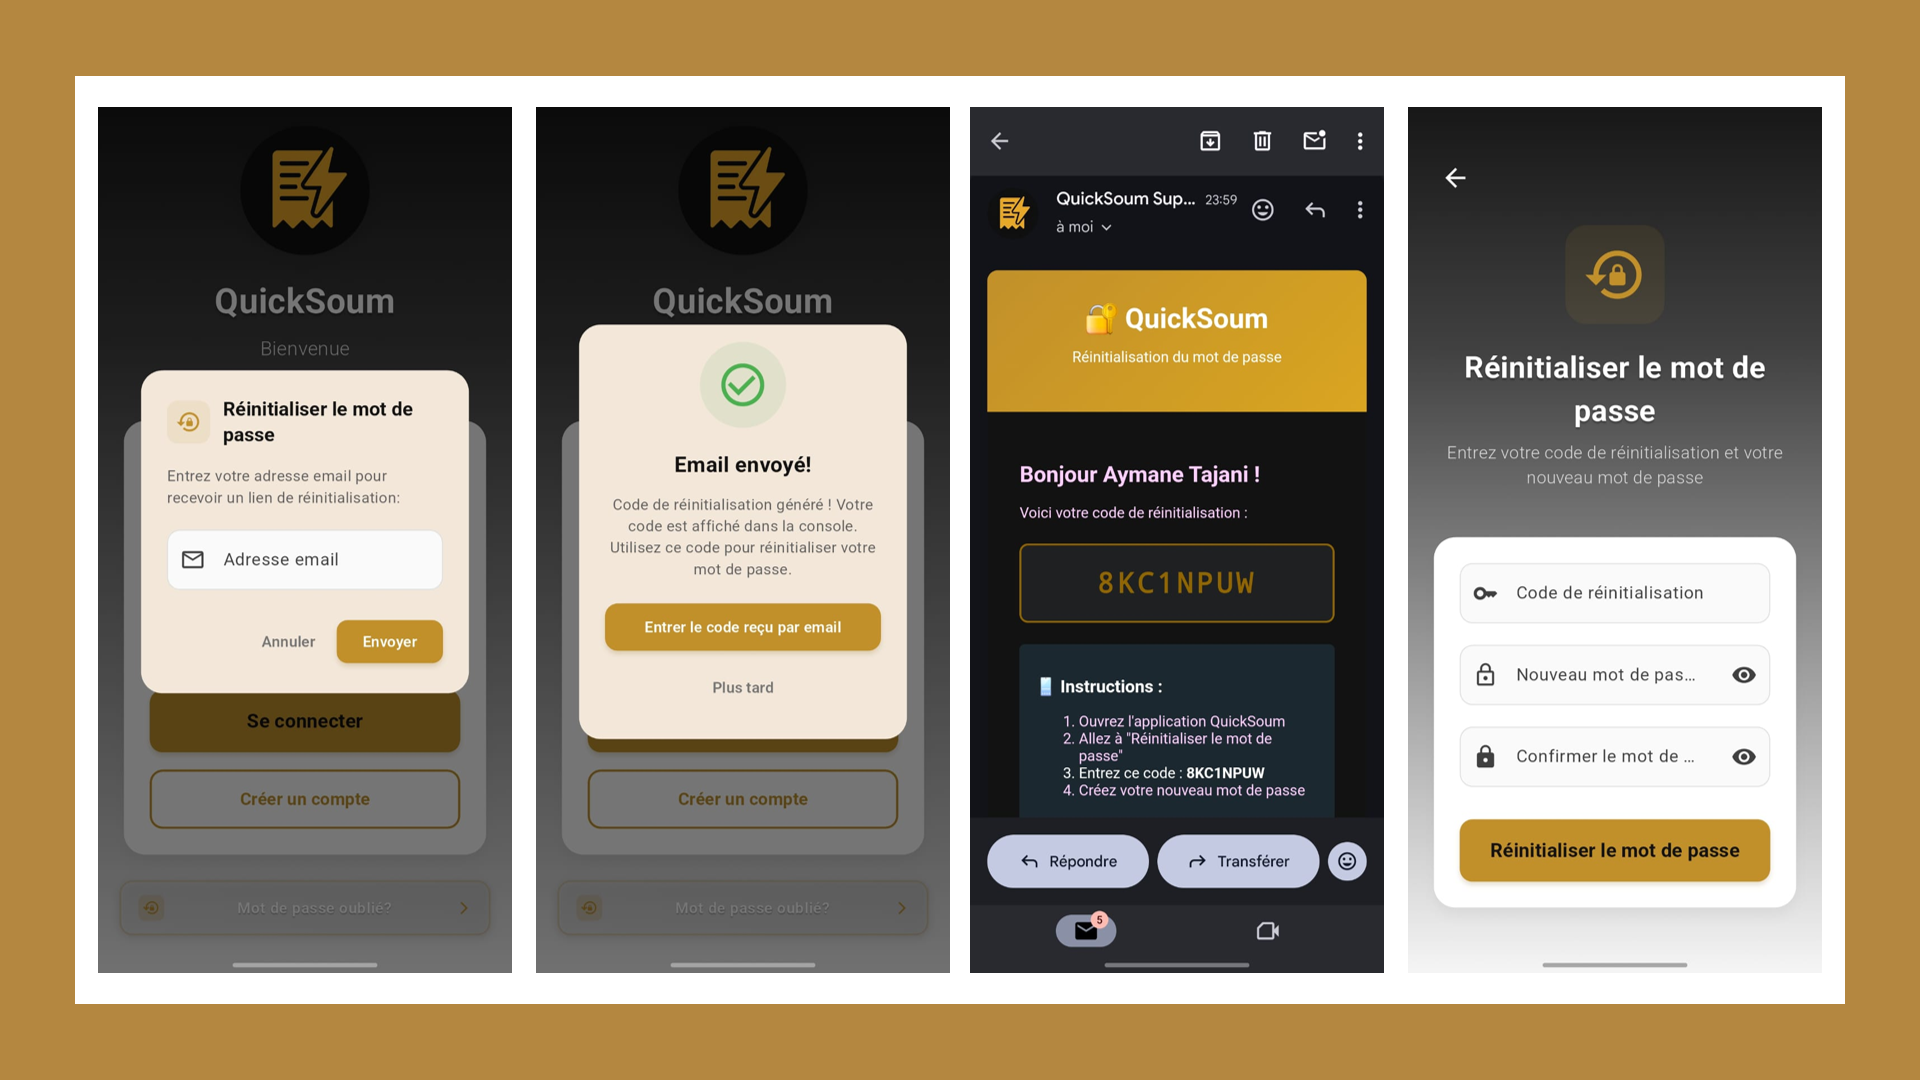 QuickSoum
Bienvenue
Réinitialiser le mot de
passe
Entrez votre adresse email pour
recevoir un lien de réinitialisation:
Adresse email
Annuler
Envoyer
Se connecter
Créer un compte
Mot de passe oublié?
QuickSoum
Email envoyé!
Code de réinitialisation généré ! Votre
code est affiché dans la console.
Utilisez ce code pour réinitialiser votre
mot de passe.
Entrer le code reçu par email
Plus tard
Créer un compte
Mot de passe oublié?
QuickSoum Sup... 23:59
à moi
QuickSoum
Réinitialisation du mot de passe
Bonjour Aymane Tajani !
Voici votre code de réinitialisation :
8KC1NPUW
Instructions :
1. Ouvrez l'application QuickSoum
2. Allez à "Réinitialiser le mot de
passe"
3. Entrez ce code : 8KC1NPUW
4. Créez votre nouveau mot de passe
Répondre
Transférer
5
Réinitialiser le mot de
passe
Entrez votre code de réinitialisation et votre
nouveau mot de passe
Code de réinitialisation
Nouveau mot de pas...
Confirmer le mot de ...
Réinitialiser le mot de passe